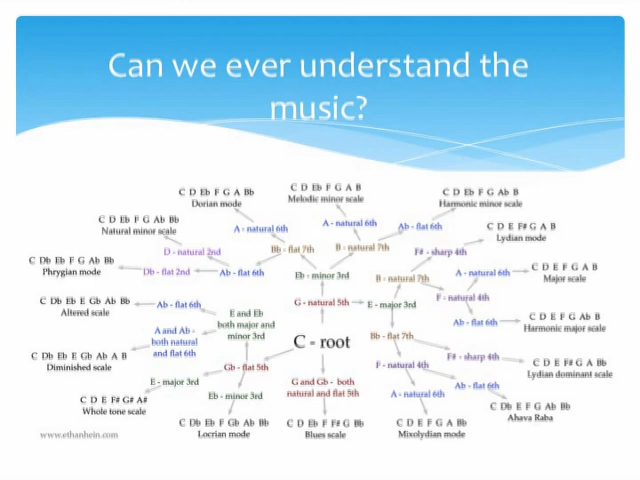 Can we ever understand the
music?
C D Eb F G A Bb
Dorian mode
C D Eb F G A B
Melodic minor scale
C D Eb F G Ab B
Harmonic minor scale
C D Eb F G Ab Bb
Natural minor scale
A - natural 6th
A - natural 6th
Ab - flat 6th
C D E F# G A B
Lydian mode
D - natural 2nd
Bb - flat 7th
B - natural 7th
F# - sharp 4th
C Db Eb F G Ab Bb
Phrygian mode
Db - flat 2nd
Ab - flat 6th
Eb - minor 3rd
B - natural 7th
A - natural 6th
C D E F G A B
Major scale
C Db Eb E Gb Ab Bb
Altered scale
Ab - flat 6th
G - natural 5th
E - major 3rd
F - natural 4th
E and Eb
both major and
minor 3rd
Ab - flat 6th
C D E F G Ab B
Harmonic major scale
A and Ab -
both natural
and flat 6th
C - root
Bb - flat 7th
C Db Eb E Gb Ab A B
Diminished scale
Gb - flat 5th
F - natural 4th
F# - sharp 4th
C D E F# G A Bb
Lydian dominant scale
E - major 3rd
G and Gb - both
natural and flat 5th
Ab - flat 6th
C D E F# G# A#
Whole tone scale
Eb - minor 3rd
A - natural 6th
C Db E F G Ab Bb
Ahava Raba
www.ethanhein.com
C Db Eb F Gb Ab Bb
Locrian mode
C D Eb F F# G Bb
Blues scale
C D E F G A Bb
Mixolydian mode